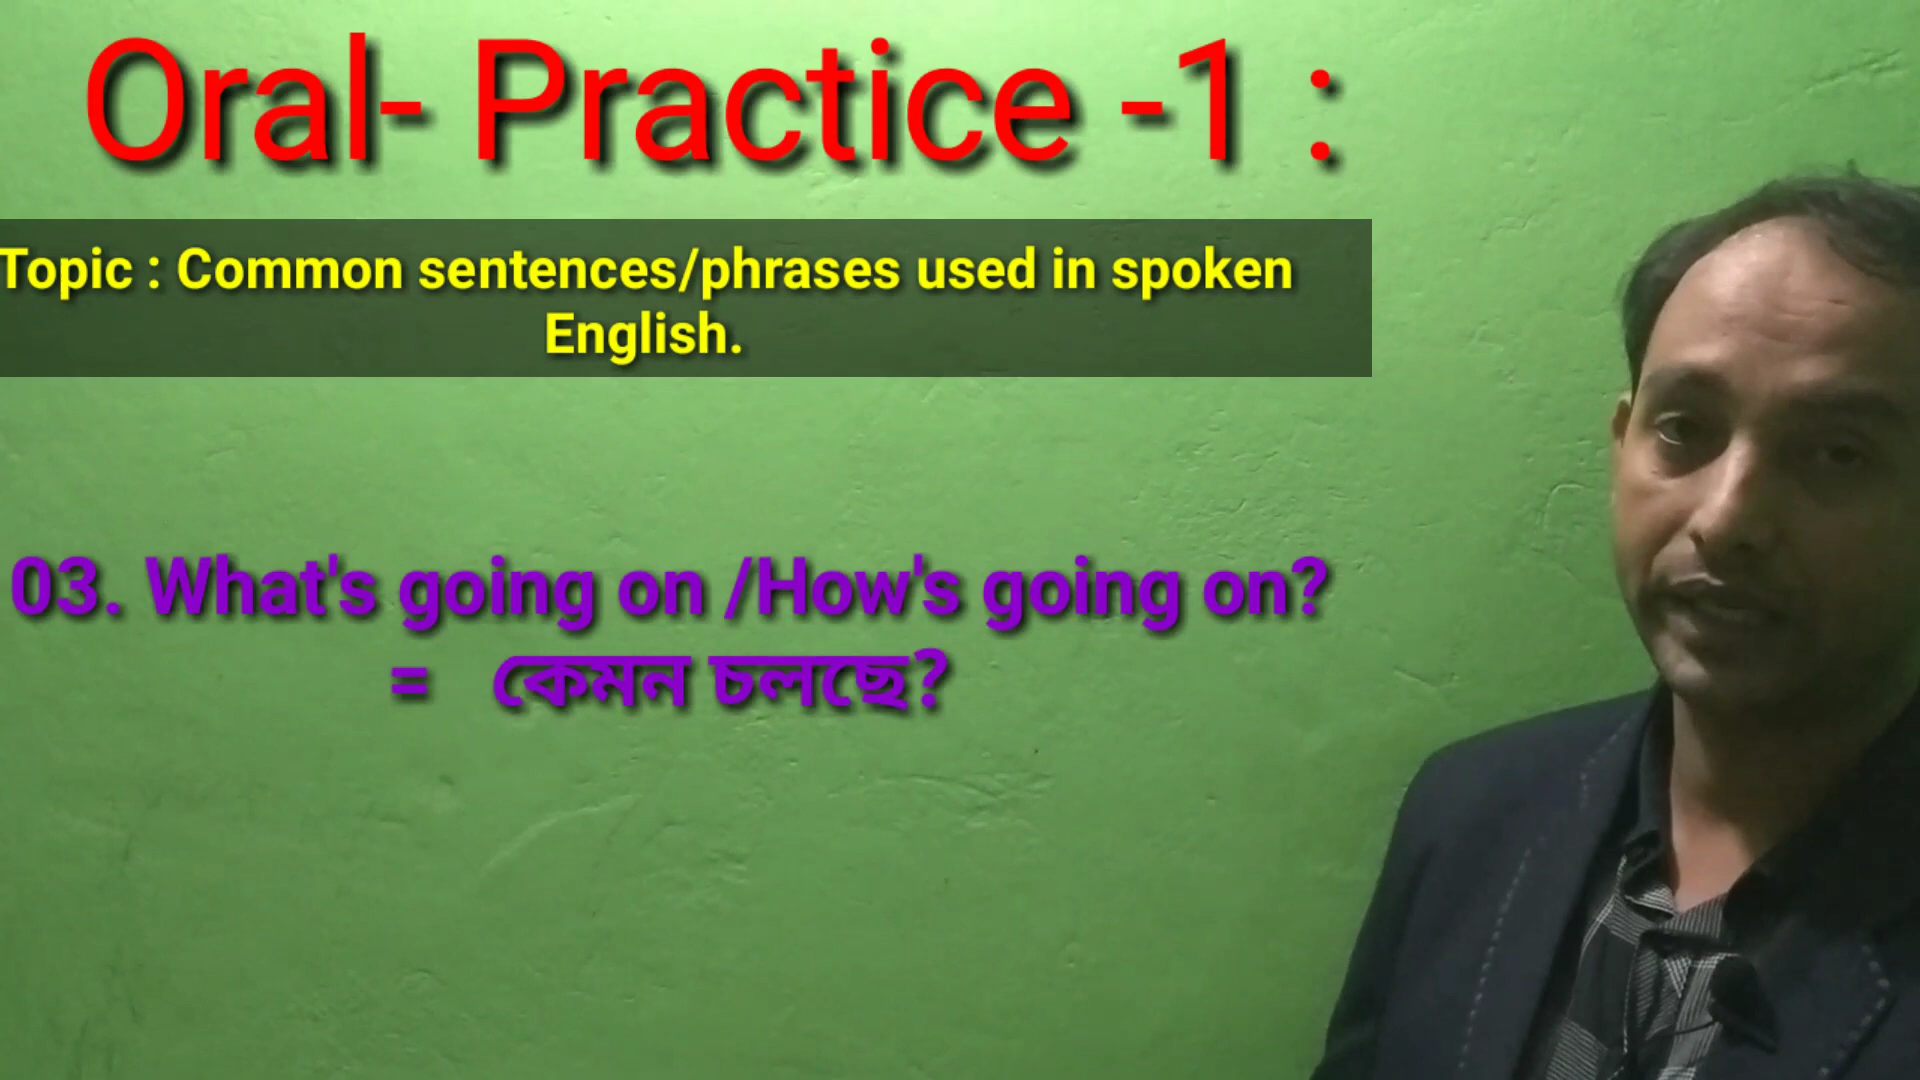 Oral- Practice -1 :
Topic : Common sentences/phrases used in spoken
English.
03. What's going on /How's going on?
= কেমন চলছে?